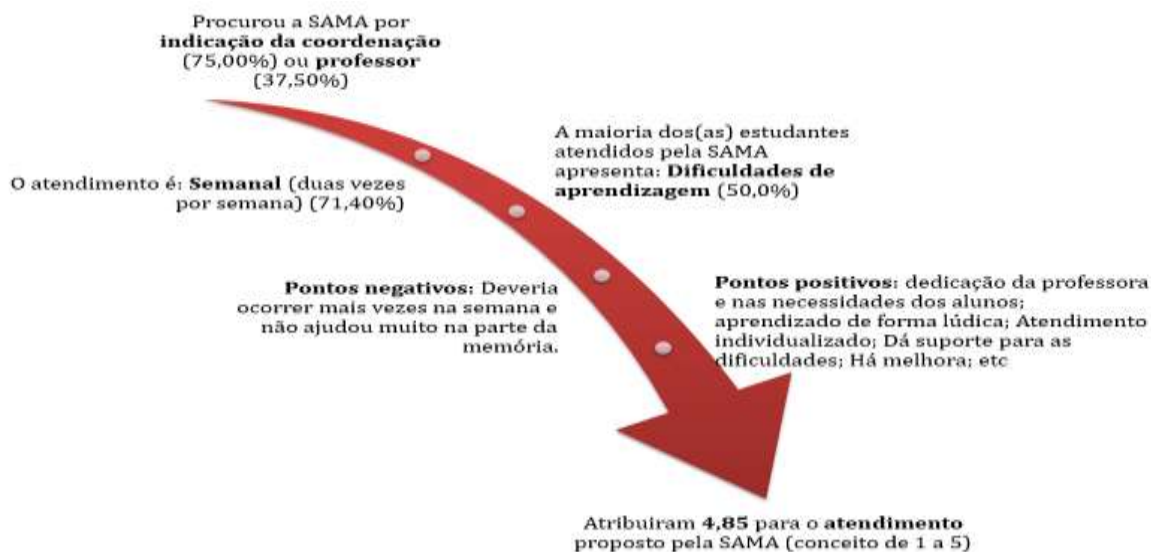 Procurou a SAMA por
indicação da coordenação
(75,00%) ou professor
(37,50%)
O atendimento é: Semanal (duas vezes
por semana) (71,40%)
A maioria dos(as) estudantes
atendidos pela SAMA
apresenta: Dificuldades de
aprendizagem (50,0%)
Pontos negativos: Deveria
ocorrer mais vezes na semana e
não ajudou muito na parte da
memória.
Pontos positivos: dedicação da professora
e nas necessidades dos alunos;
aprendizado de forma lúdica; Atendimento
individualizado; Dá suporte para as
dificuldades; Há melhora; etc
Atribuiram 4,85 para o atendimento
proposto pela SAMA (conceito de 1 a 5)